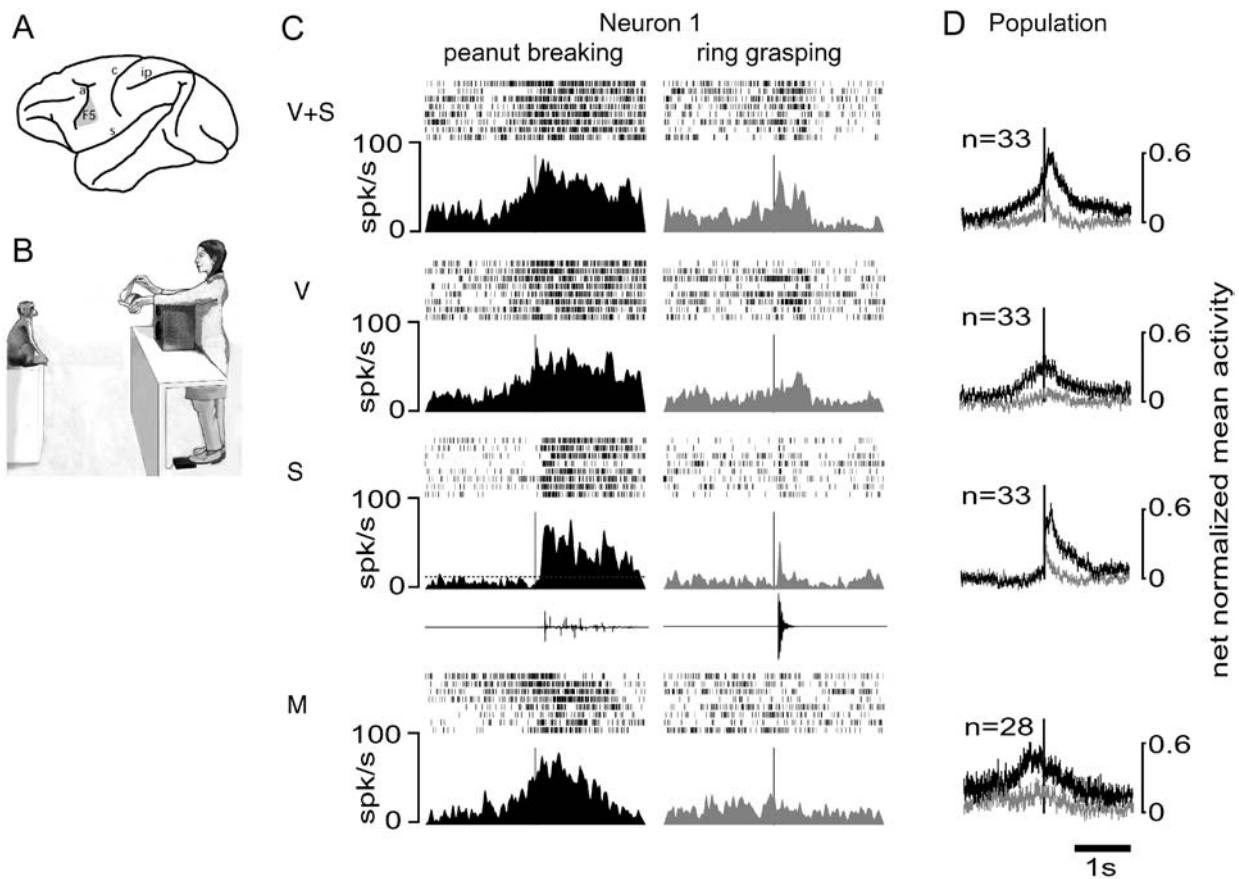 A
a
c
ip
F5
s
B
C
Neuron 1
peanut breaking
ring grasping
V+S
100
spk/s
0
V
100
spk/s
0
S
100
spk/s
0
M
100
spk/s
0
D Population
n=33
0.6
0
n=33
0.6
0
n=33
0.6
0
n=28
0.6
0
net normalized mean activity
1s